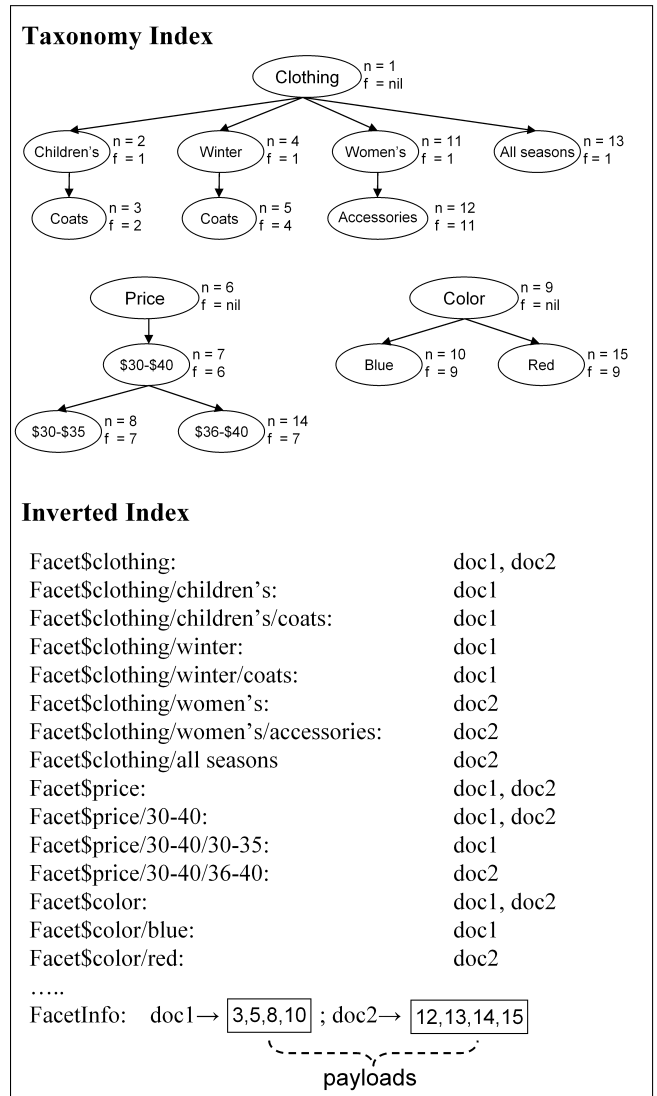 Taxonomy Index
Clothing
n = 1
f = nil
Children's
n = 2
f = 1
Winter
n = 4
f = 1
Women's
n = 11
f = 1
All seasons
n = 13
f = 1
Coats
n = 3
f = 2
Coats
n = 5
f = 4
Accessories
n = 12
f = 11
Price
n = 6
f = nil
Color
n = 9
f = nil
$30-$40
n = 7
f = 6
Blue
n = 10
f = 9
Red
n = 15
f = 9
$30-$35
n = 8
f = 7
$36-$40
n = 14
f = 7
Inverted Index
Facet$clothing: doc1, doc2
Facet$clothing/children's: doc1
Facet$clothing/children's/coats: doc1
Facet$clothing/winter: doc1
Facet$clothing/winter/coats: doc1
Facet$clothing/women's: doc2
Facet$clothing/women's/accessories: doc2
Facet$clothing/all seasons doc2
Facet$price: doc1, doc2
Facet$price/30-40: doc1, doc2
Facet$price/30-40/30-35: doc1
Facet$price/30-40/36-40: doc2
Facet$color: doc1, doc2
Facet$color/blue: doc1
Facet$color/red: doc2
…..
FacetInfo: doc1→ 3,5,8,10 ; doc2→ 12,13,14,15
payloads